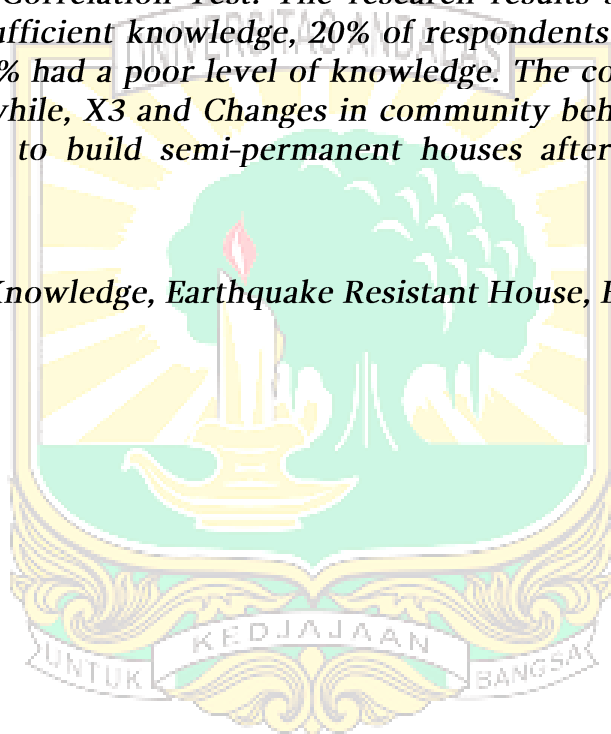 Correlation Test. The research results
ufficient knowledge, 20% of respondents
% had a poor level of knowledge. The co
while, X3 and Changes in community beh
to build semi-permanent houses after
Knowledge, Earthquake Resistant House,
UNIVERSITAS ANDALAS
KEDJAJAAN
UNTUK
BANGSA